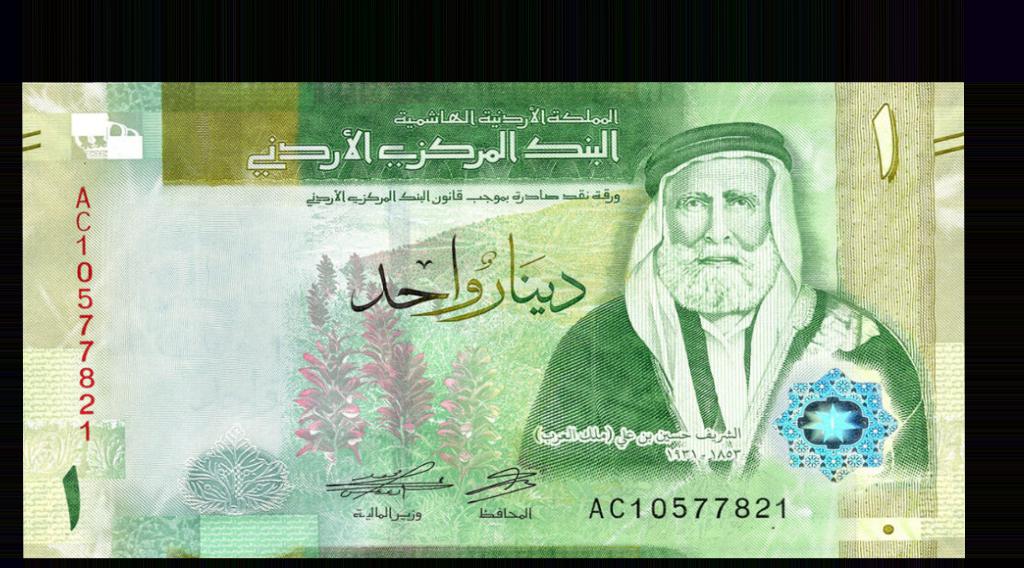 المملكة الأردنية الهاشمية
البنك المركزي الأردني
ورقة نقد صادرة بموجب قانون البنك المركزي الأردني
دينار واحد
١
AC10577821
الشريف حسين بن علي (ملك العرب)
١٨٥٣ - ١٩٣١
المحافظ
وزير المالية
AC10577821
١